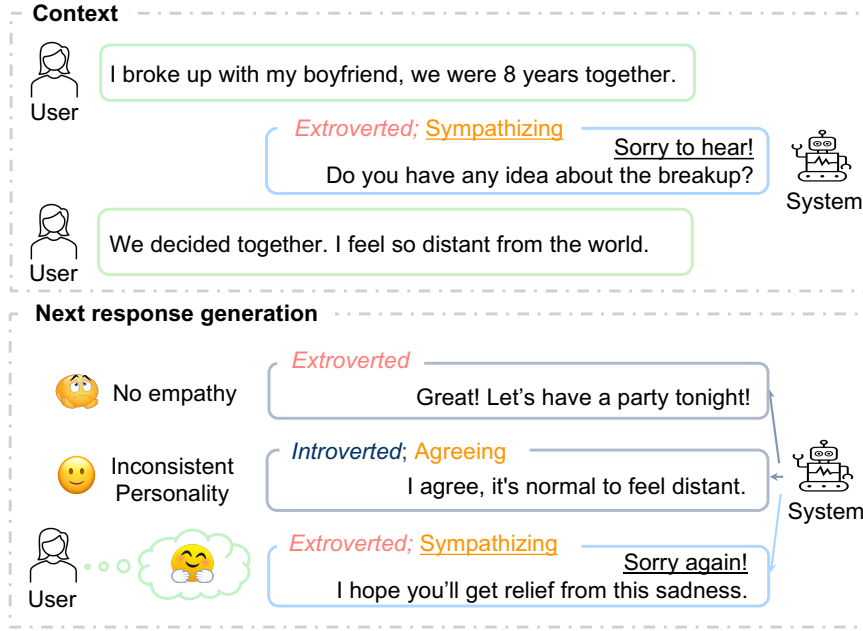 Context
I broke up with my boyfriend, we were 8 years together.
User
Extroverted; Sympathizing
Sorry to hear!
Do you have any idea about the breakup?
System
We decided together. I feel so distant from the world.
User
Next response generation
Extroverted
No empathy
Great! Let's have a party tonight!
Introverted; Agreeing
Inconsistent
Personality
I agree, it's normal to feel distant.
System
Extroverted; Sympathizing
Sorry again!
I hope you'll get relief from this sadness.
User